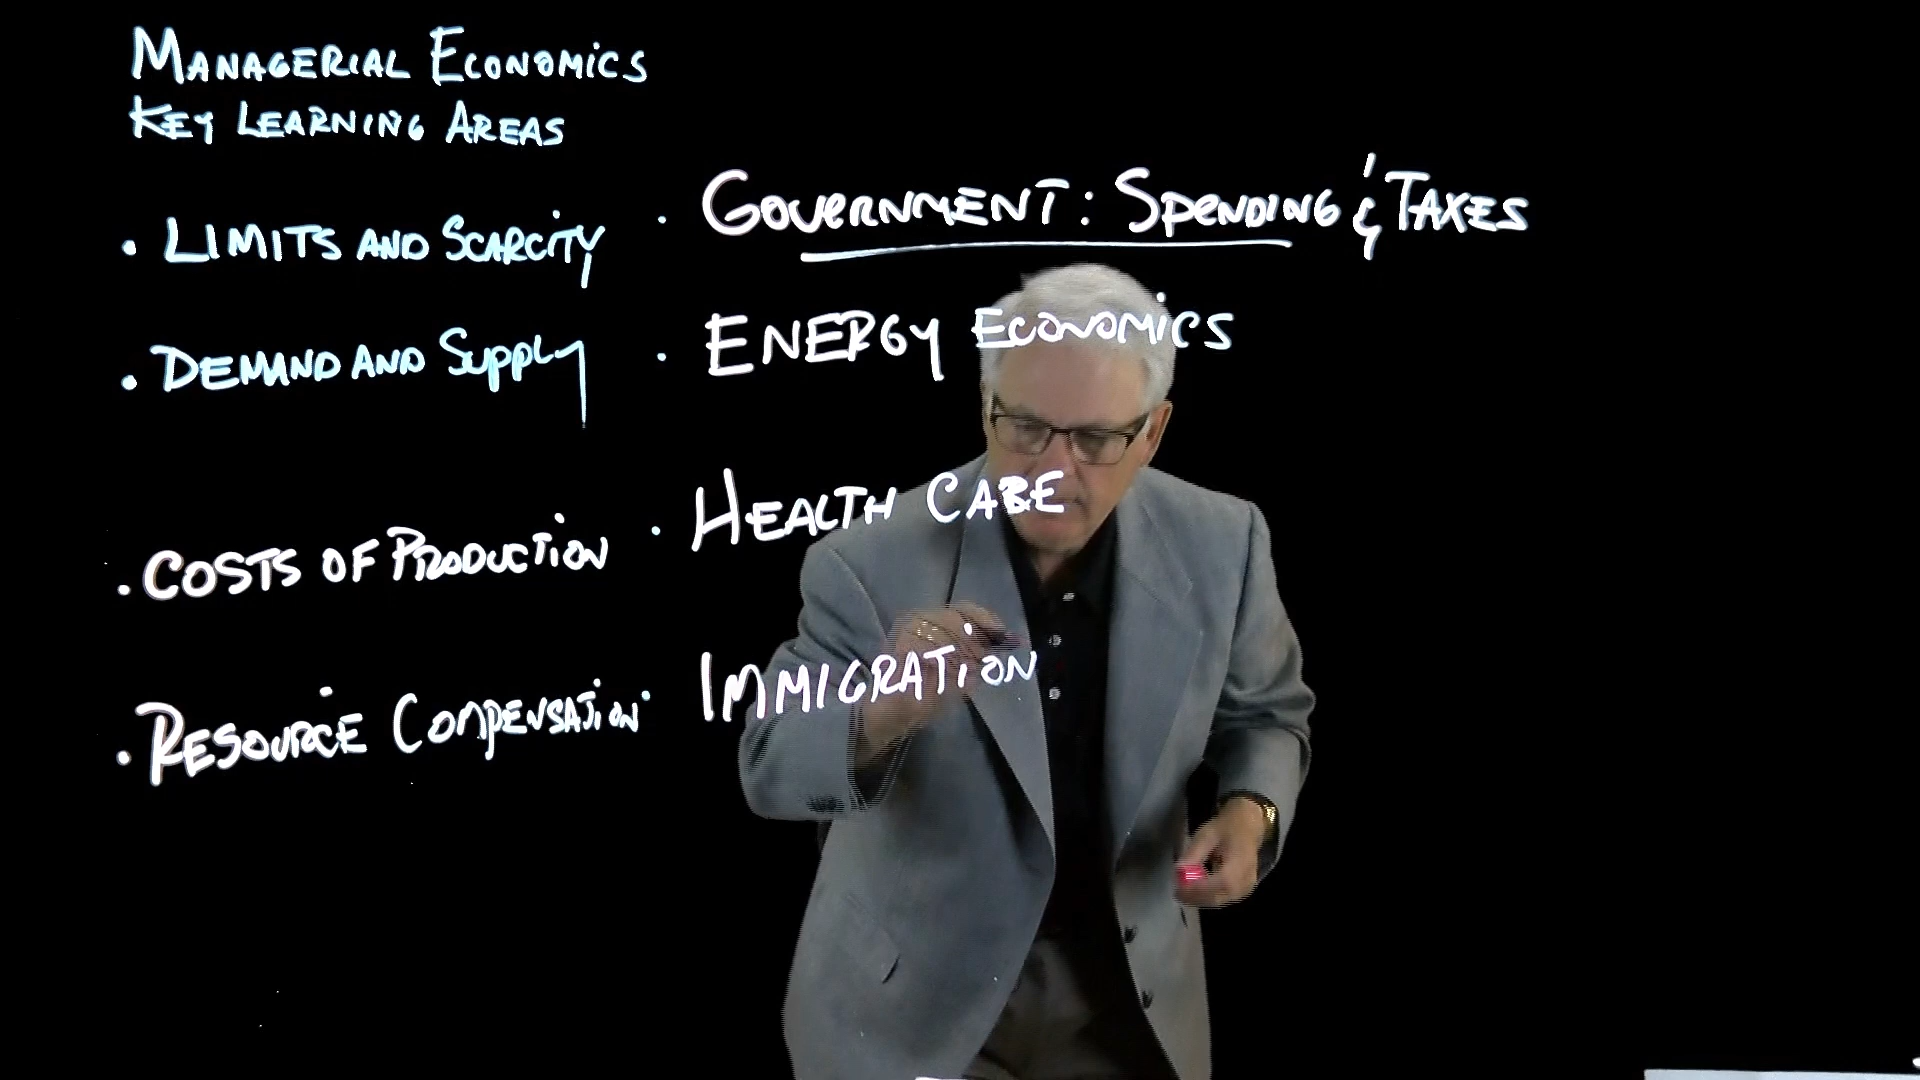 MANAGERIAL ECONOMICS
KEY LEARNING AREAS
• LIMITS AND SCARCITY
• DEMAND AND SUPPLY
• COSTS OF PRODUCTION
• RESOURCE COMPENSATION
• GOVERNMENT: SPENDING & TAXES
• ENERGY ECONOMICS
• HEALTH CARE
• IMMIGRATION